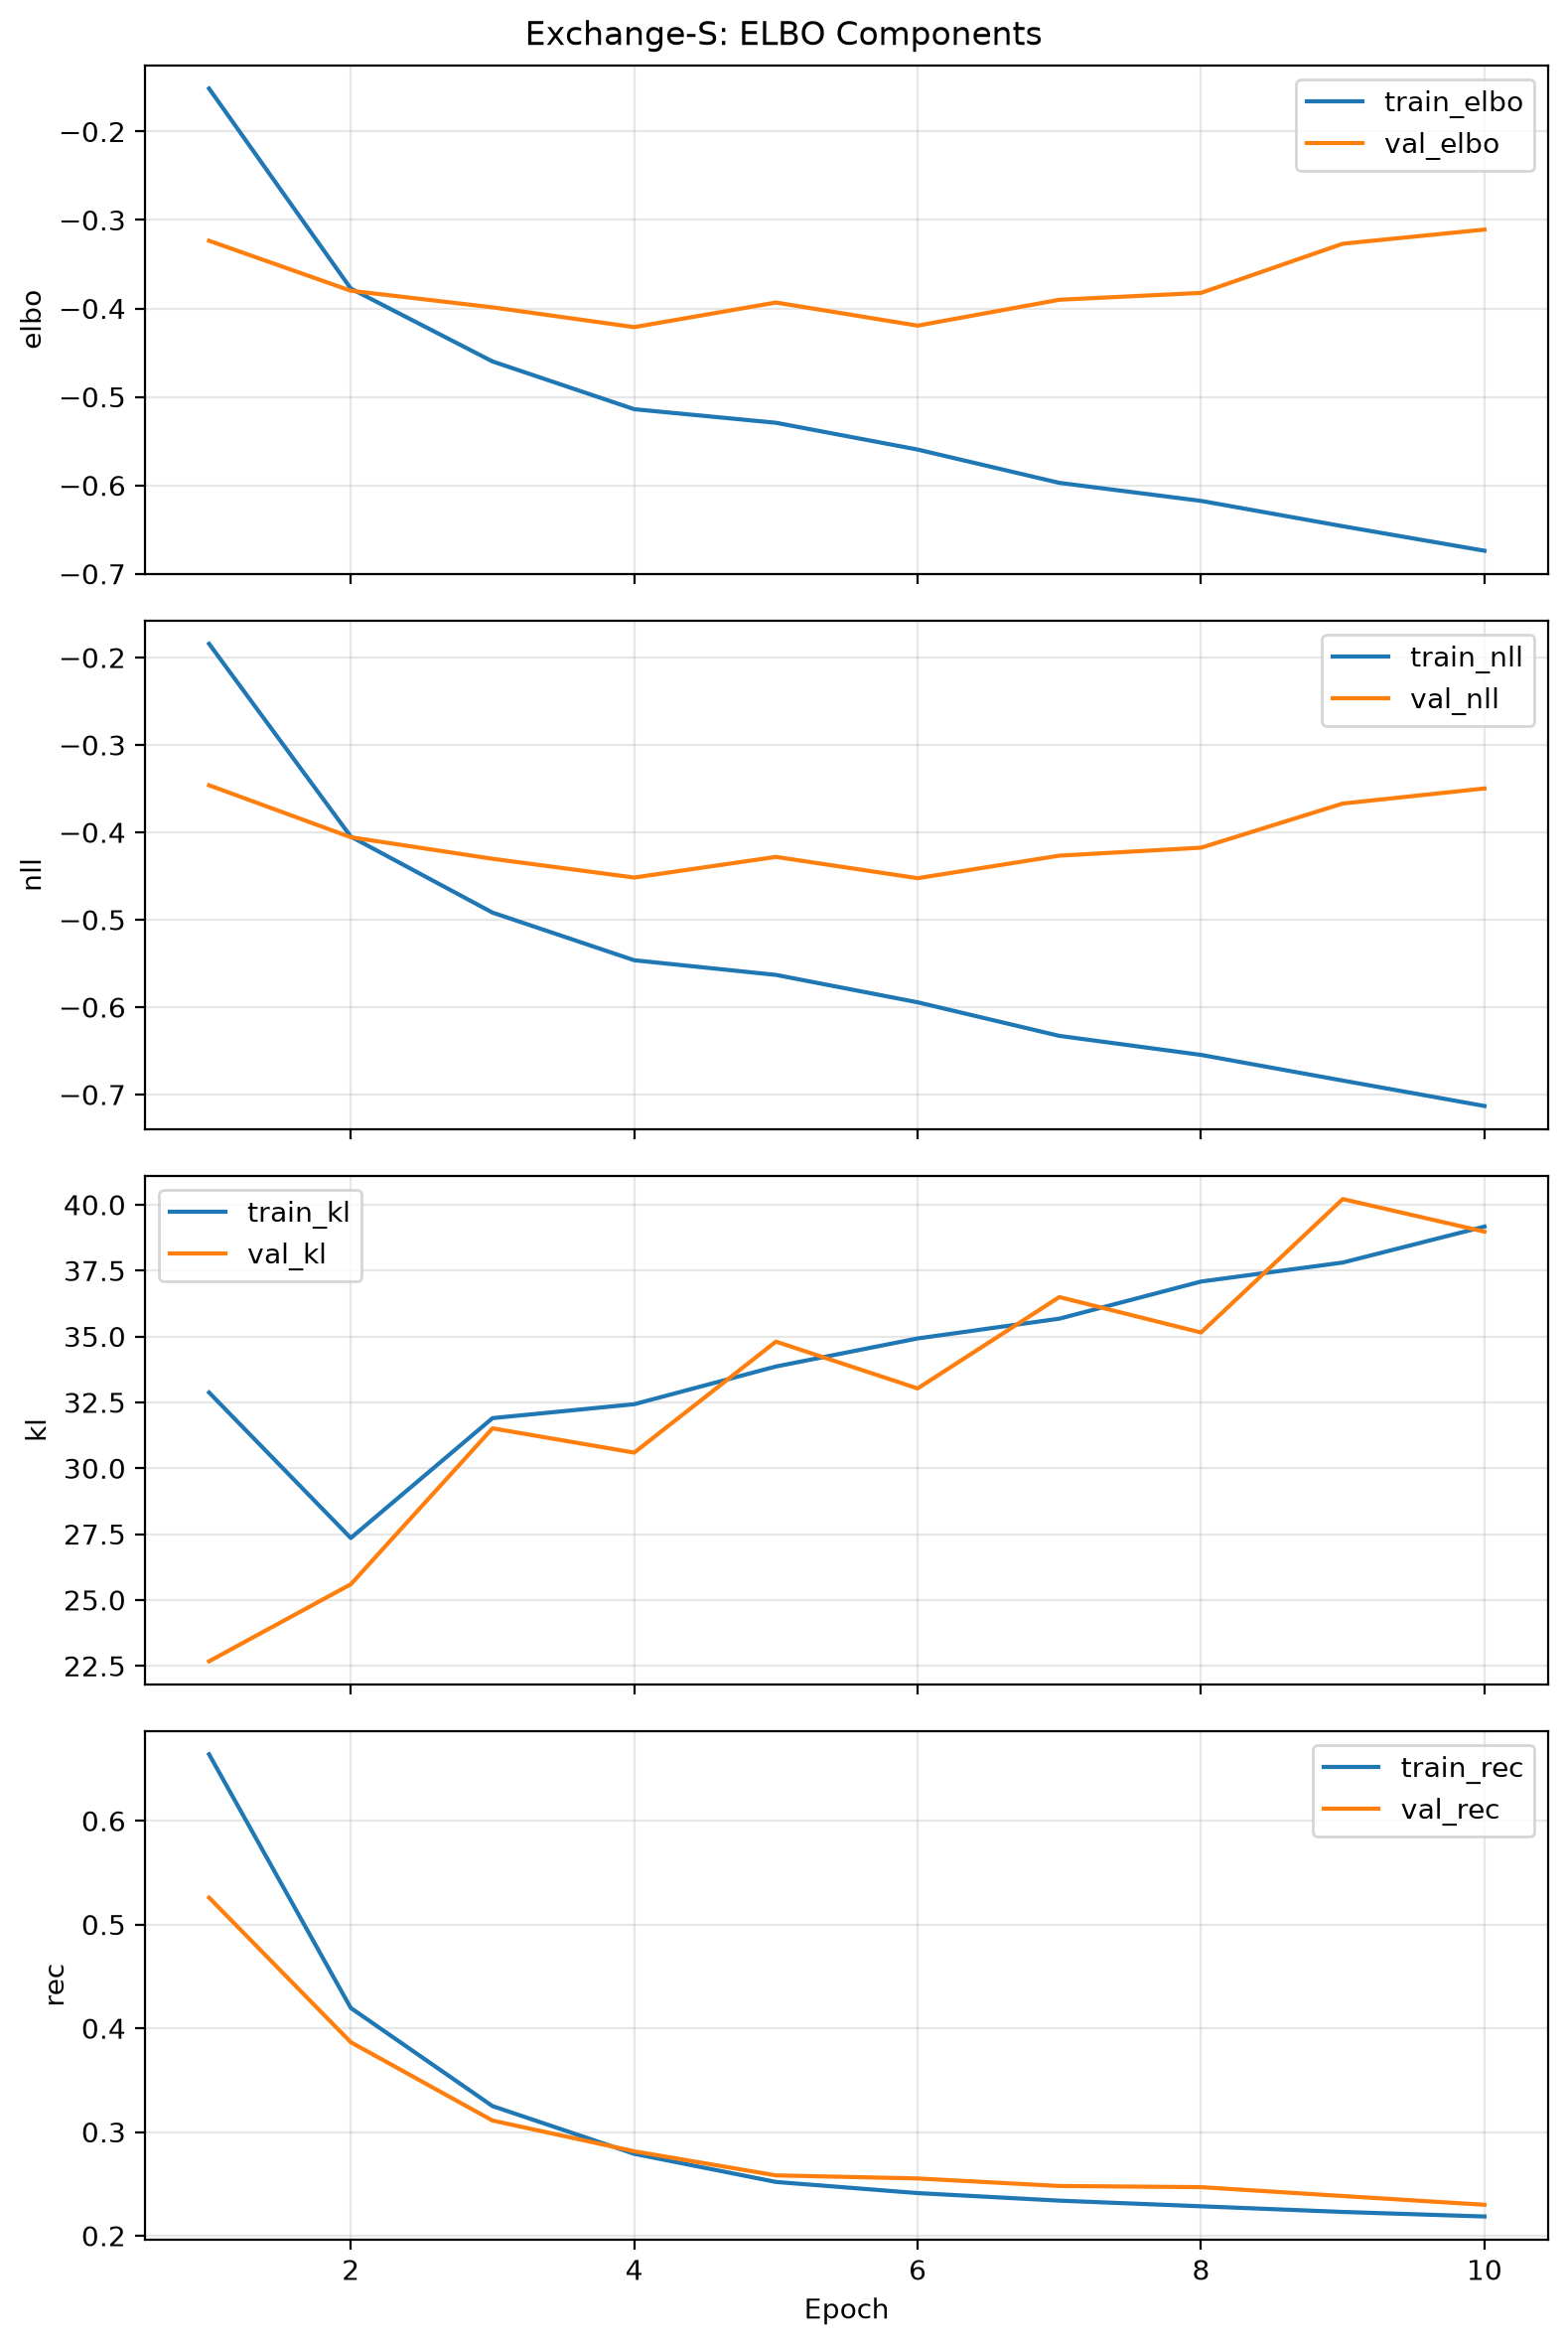 Exchange-S: ELBO Components
train_elbo
val_elbo
−0.2
−0.3
−0.4
−0.5
−0.6
−0.7
elbo
train_nll
val_nll
−0.2
−0.3
−0.4
−0.5
−0.6
−0.7
nll
train_kl
val_kl
40.0
37.5
35.0
32.5
30.0
27.5
25.0
22.5
kl
train_rec
val_rec
0.6
0.5
0.4
0.3
0.2
rec
2 4 6 8 10
Epoch